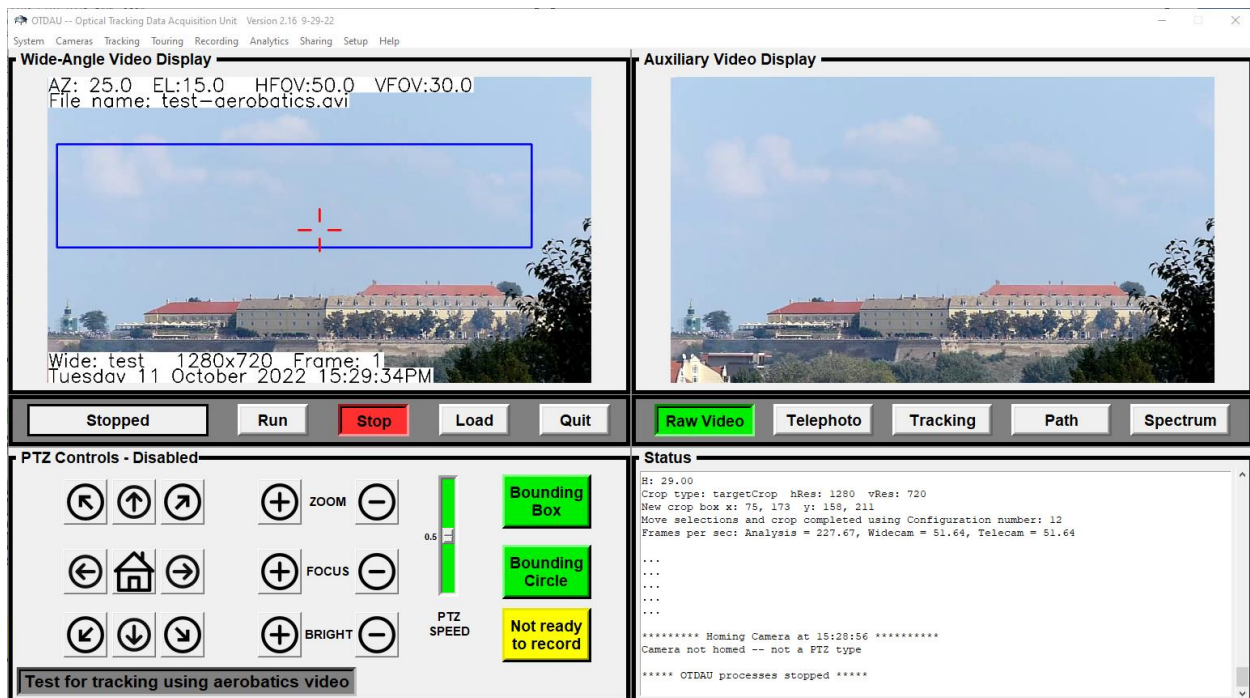 OTDAU -- Optical Tracking Data Acquisition Unit   Version 2.16  9-29-22
System Cameras Tracking Touring Recording Analytics Sharing Setup Help
Wide-Angle Video Display
AZ: 25.0  EL:15.0   HFOV:50.0  VFOV:30.0
File name: test-aerobatics.avi
Wide: test   1280x720  Frame: 1
Tuesday 11 October 2022 15:29:34PM
Auxiliary Video Display
Stopped Run Stop Load Quit
Raw Video Telephoto Tracking Path Spectrum
PTZ Controls - Disabled
ZOOM
0.5
FOCUS
BRIGHT
PTZ
SPEED
Bounding
Box
Bounding
Circle
Not ready
to record
Test for tracking using aerobatics video
Status
H: 29.00
Crop type: targetCrop  hRes: 1280  vRes: 720
New crop box x: 75, 173  y: 158, 211
Move selections and crop completed using Configuration number: 12
Frames per sec: Analysis = 227.67, Widecam = 51.64, Telecam = 51.64
...
...
...
...
...
********* Homing Camera at 15:28:56 **********
Camera not homed -- not a PTZ type
***** OTDAU processes stopped *****